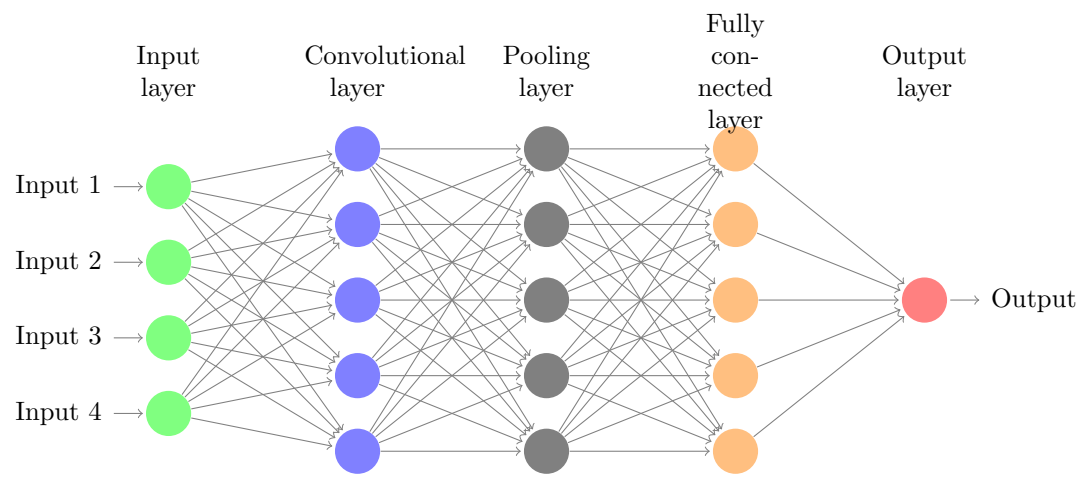 Input
layer
Convolutional
layer
Pooling
layer
Fully
con-
nected
layer
Output
layer
Input 1
Input 2
Input 3
Input 4
Output